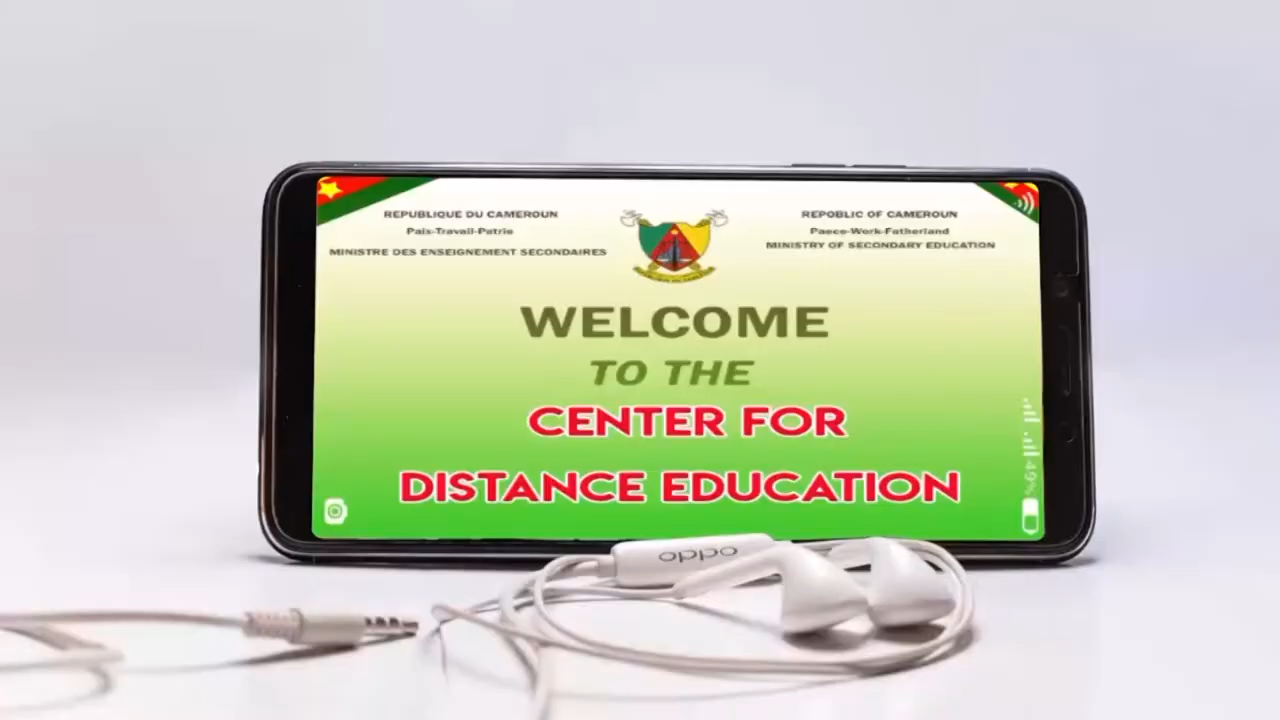 REPUBLIQUE DU CAMEROUN
Paix-Travail-Patrie
MINISTRE DES ENSEIGNEMENT SECONDAIRES
REPOBLIC OF CAMEROUN
Paece-Work-Fatherland
MINISTRY OF SECONDARY EDUCATION
WELCOME
TO THE
CENTER FOR
DISTANCE EDUCATION
49%
oppo